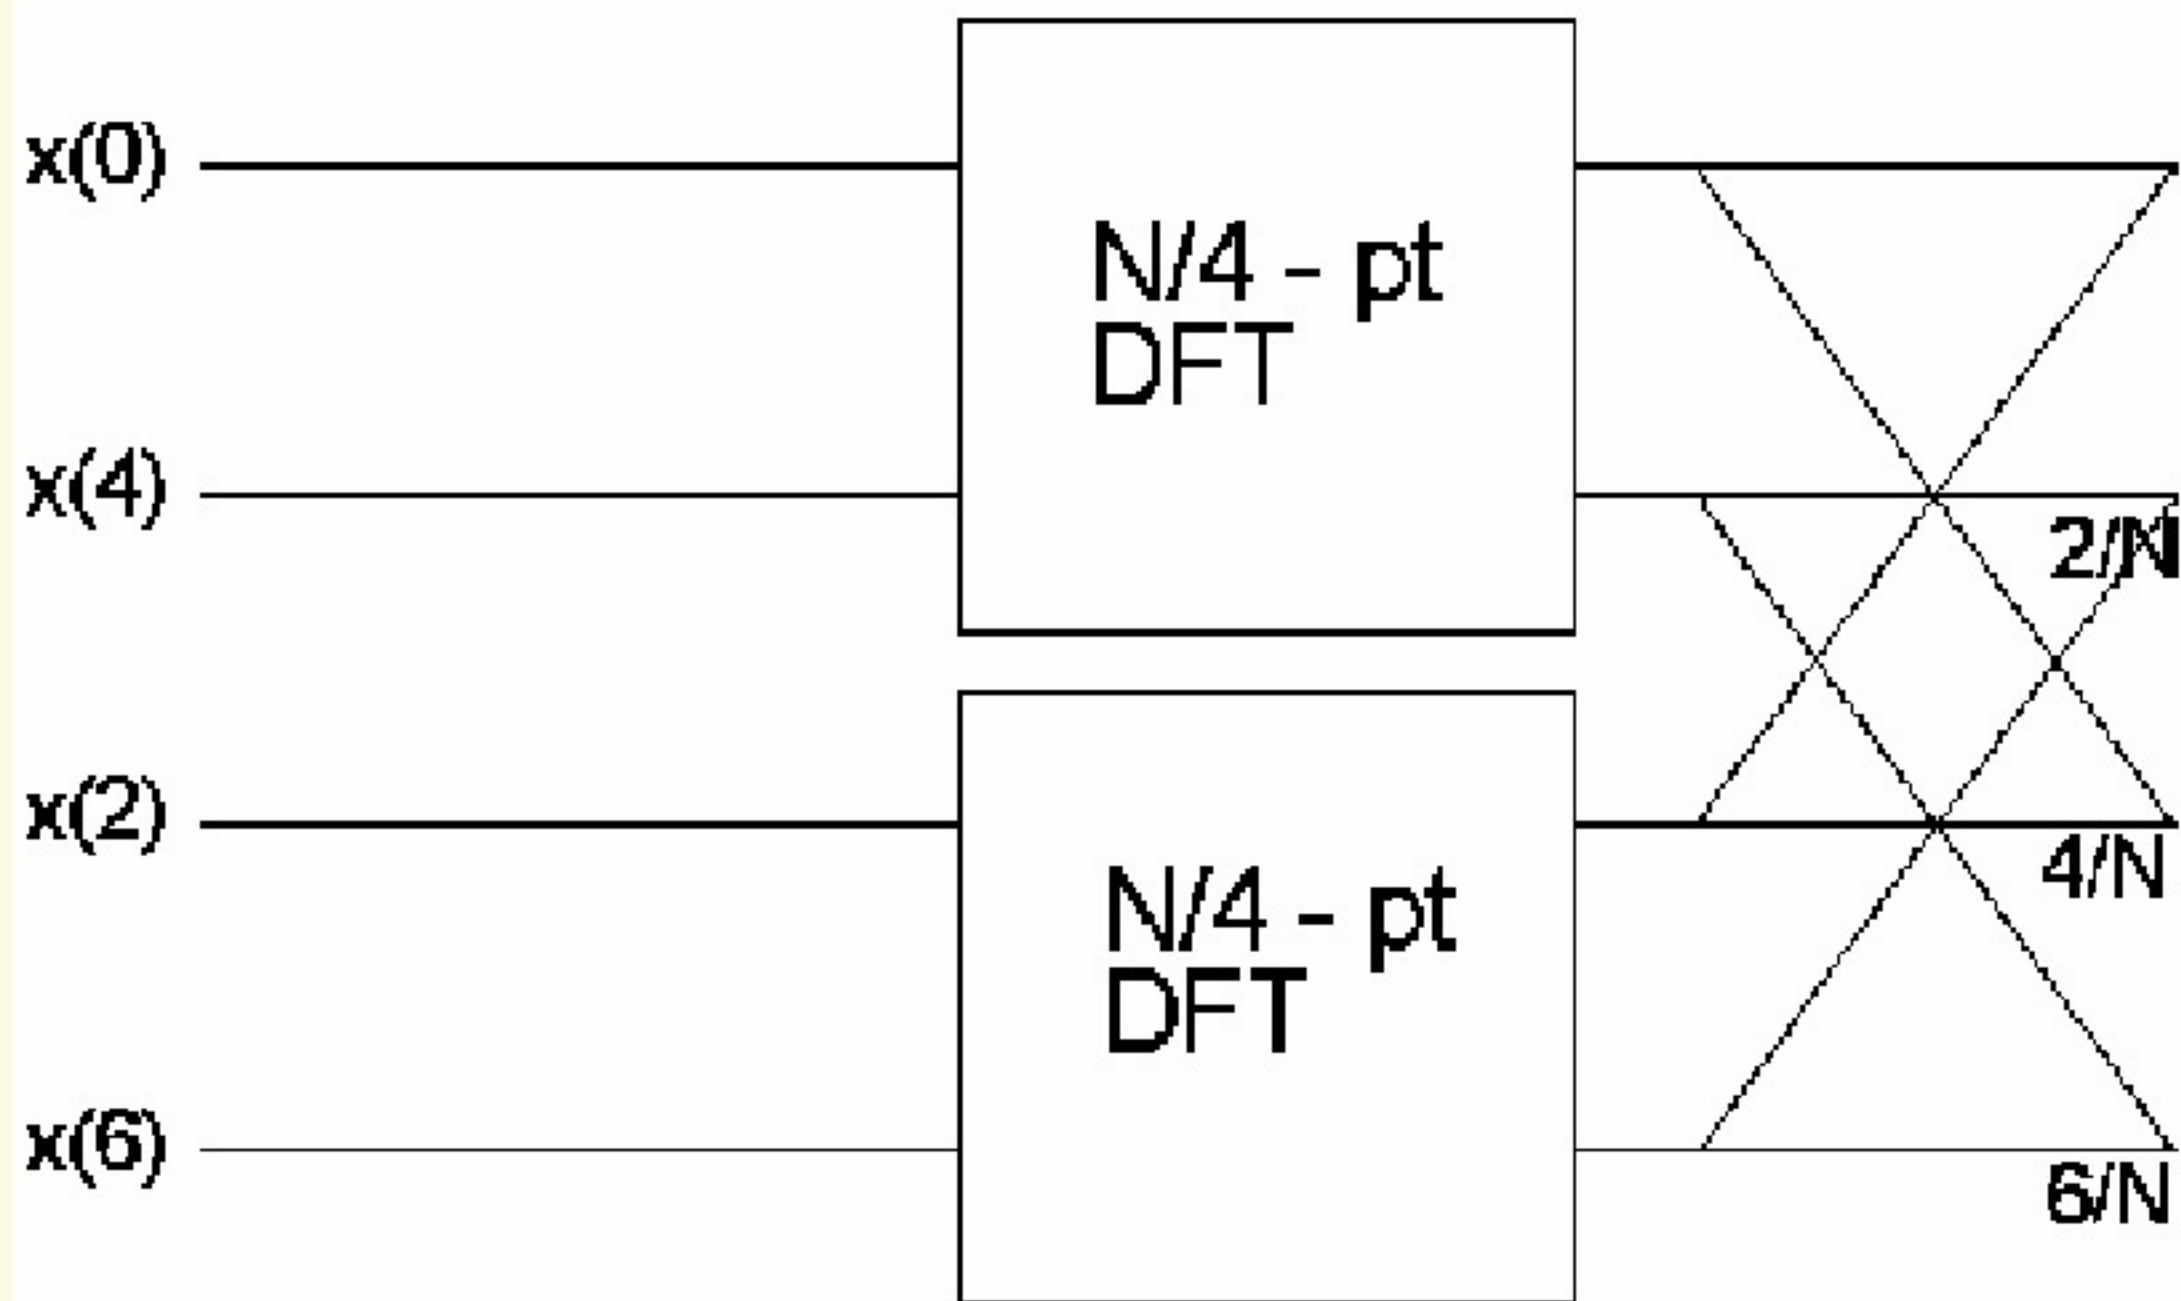 x(0)
N/4 - pt
DFT
x(4)
2/N
x(2)
4/N
N/4 - pt
DFT
x(6)
6/N